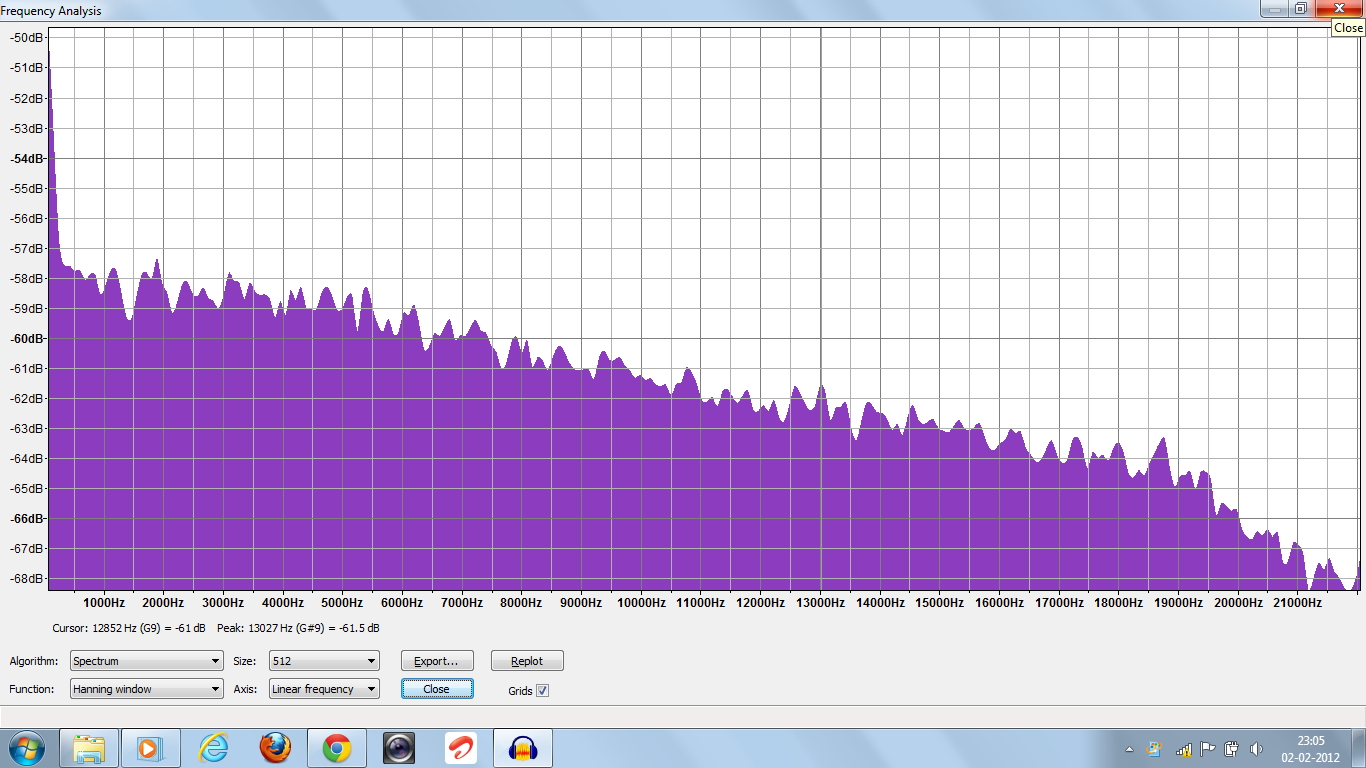 Frequency Analysis
Close
-50dB
-51dB
-52dB
-53dB
-54dB
-55dB
-56dB
-57dB
-58dB
-59dB
-60dB
-61dB
-62dB
-63dB
-64dB
-65dB
-66dB
-67dB
-68dB
1000Hz 2000Hz 3000Hz 4000Hz 5000Hz 6000Hz 7000Hz 8000Hz 9000Hz 10000Hz 11000Hz 12000Hz 13000Hz 14000Hz 15000Hz 16000Hz 17000Hz 18000Hz 19000Hz 20000Hz 21000Hz
Cursor: 12852 Hz (G9) = -61 dB Peak: 13027 Hz (G#9) = -61.5 dB
Algorithm: Spectrum Size: 512 Export... Replot
Function: Hanning window Axis: Linear frequency Close Grids
23:05
02-02-2012